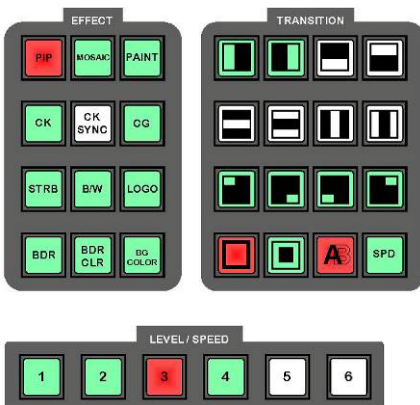 EFFECT
TRANSITION
PIP MOSAIC PAINT
CK CK SYNC CG
STRB B/W LOGO
BDR BDR CLR BG COLOR
AB SPD
LEVEL / SPEED
1 2 3 4 5 6